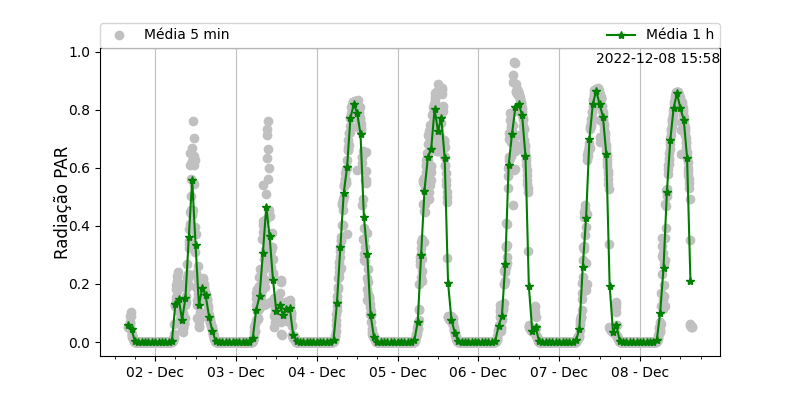 Média 5 min
Média 1 h
2022-12-08 15:58
Radiação PAR
1.0
0.8
0.6
0.4
0.2
0.0
02 - Dec
03 - Dec
04 - Dec
05 - Dec
06 - Dec
07 - Dec
08 - Dec